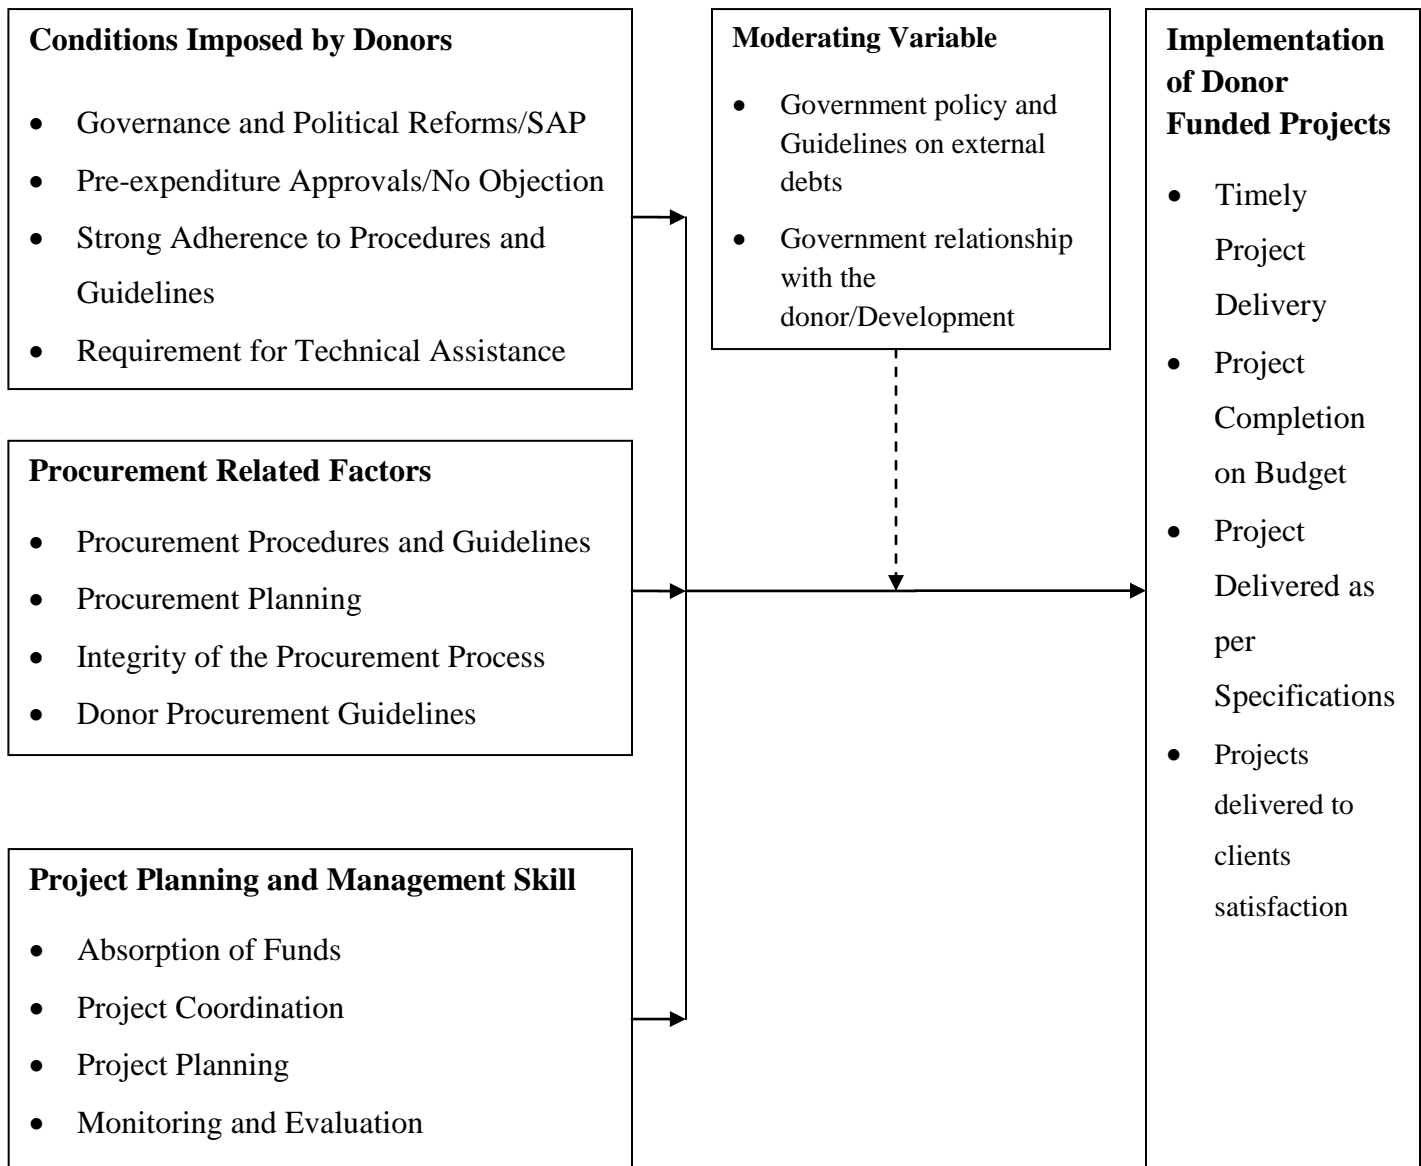 Conditions Imposed by Donors
• Governance and Political Reforms/SAP
• Pre-expenditure Approvals/No Objection
• Strong Adherence to Procedures and
Guidelines
• Requirement for Technical Assistance
Procurement Related Factors
• Procurement Procedures and Guidelines
• Procurement Planning
• Integrity of the Procurement Process
• Donor Procurement Guidelines
Project Planning and Management Skill
• Absorption of Funds
• Project Coordination
• Project Planning
• Monitoring and Evaluation
Moderating Variable
• Government policy and
Guidelines on external
debts
• Government relationship
with the
donor/Development
Implementation
of Donor
Funded Projects
• Timely
Project
Delivery
• Project
Completion
on Budget
• Project
Delivered as
per
Specifications
• Projects
delivered to
clients
satisfaction